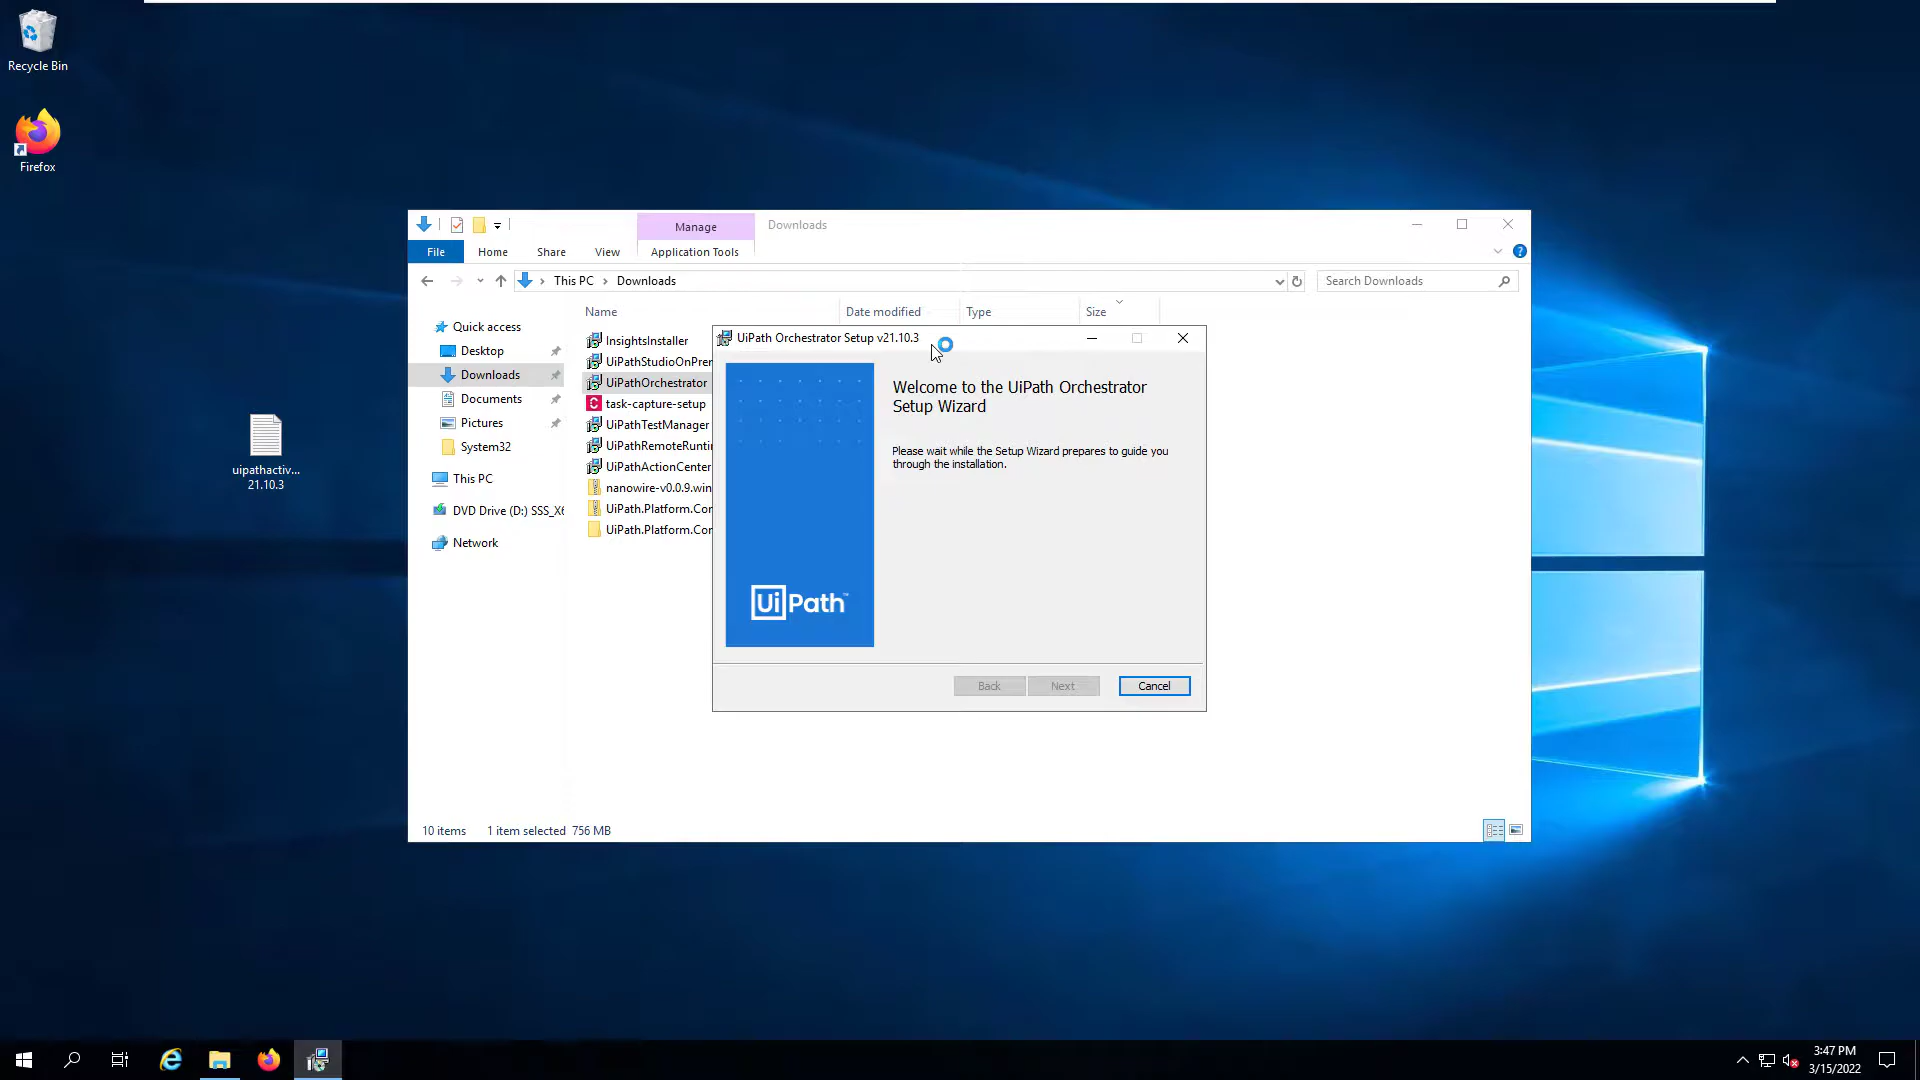 Recycle Bin
Firefox
uipathactiv...
21.10.3
Manage
Downloads
File
Home
Share
View
Application Tools
This PC
Downloads
Search Downloads
Name
Date modified
Type
Size
Quick access
Desktop
Downloads
Documents
Pictures
System32
This PC
DVD Drive (D:) SSS_X6
Network
InsightsInstaller
UiPathStudioOnPrem
UiPathOrchestrator
task-capture-setup
UiPathTestManager
UiPathRemoteRunti
UiPathActionCenter
nanowire-v0.0.9.win
UiPath.Platform.Cor
UiPath.Platform.Cor
UiPath Orchestrator Setup v21.10.3
Welcome to the UiPath Orchestrator
Setup Wizard
Please wait while the Setup Wizard prepares to guide you
through the installation.
UiPath™
Back
Next
Cancel
10 items
1 item selected 756 MB
3:47 PM
3/15/2022